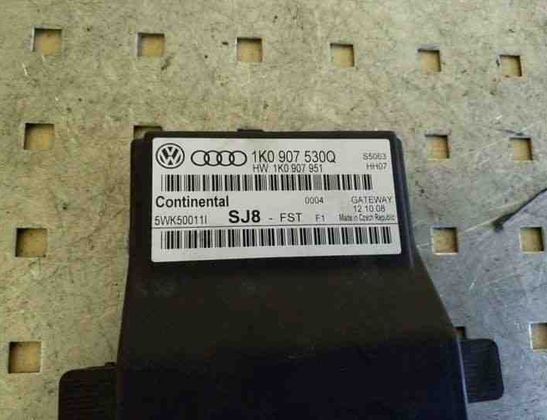 1K0 907 530Q S5063
HW: 1K0 907 951 HH07
Continental 0004 GATEWAY
5WK50011I SJ8 - FST F1 12.10.08
Made in Czech Republic